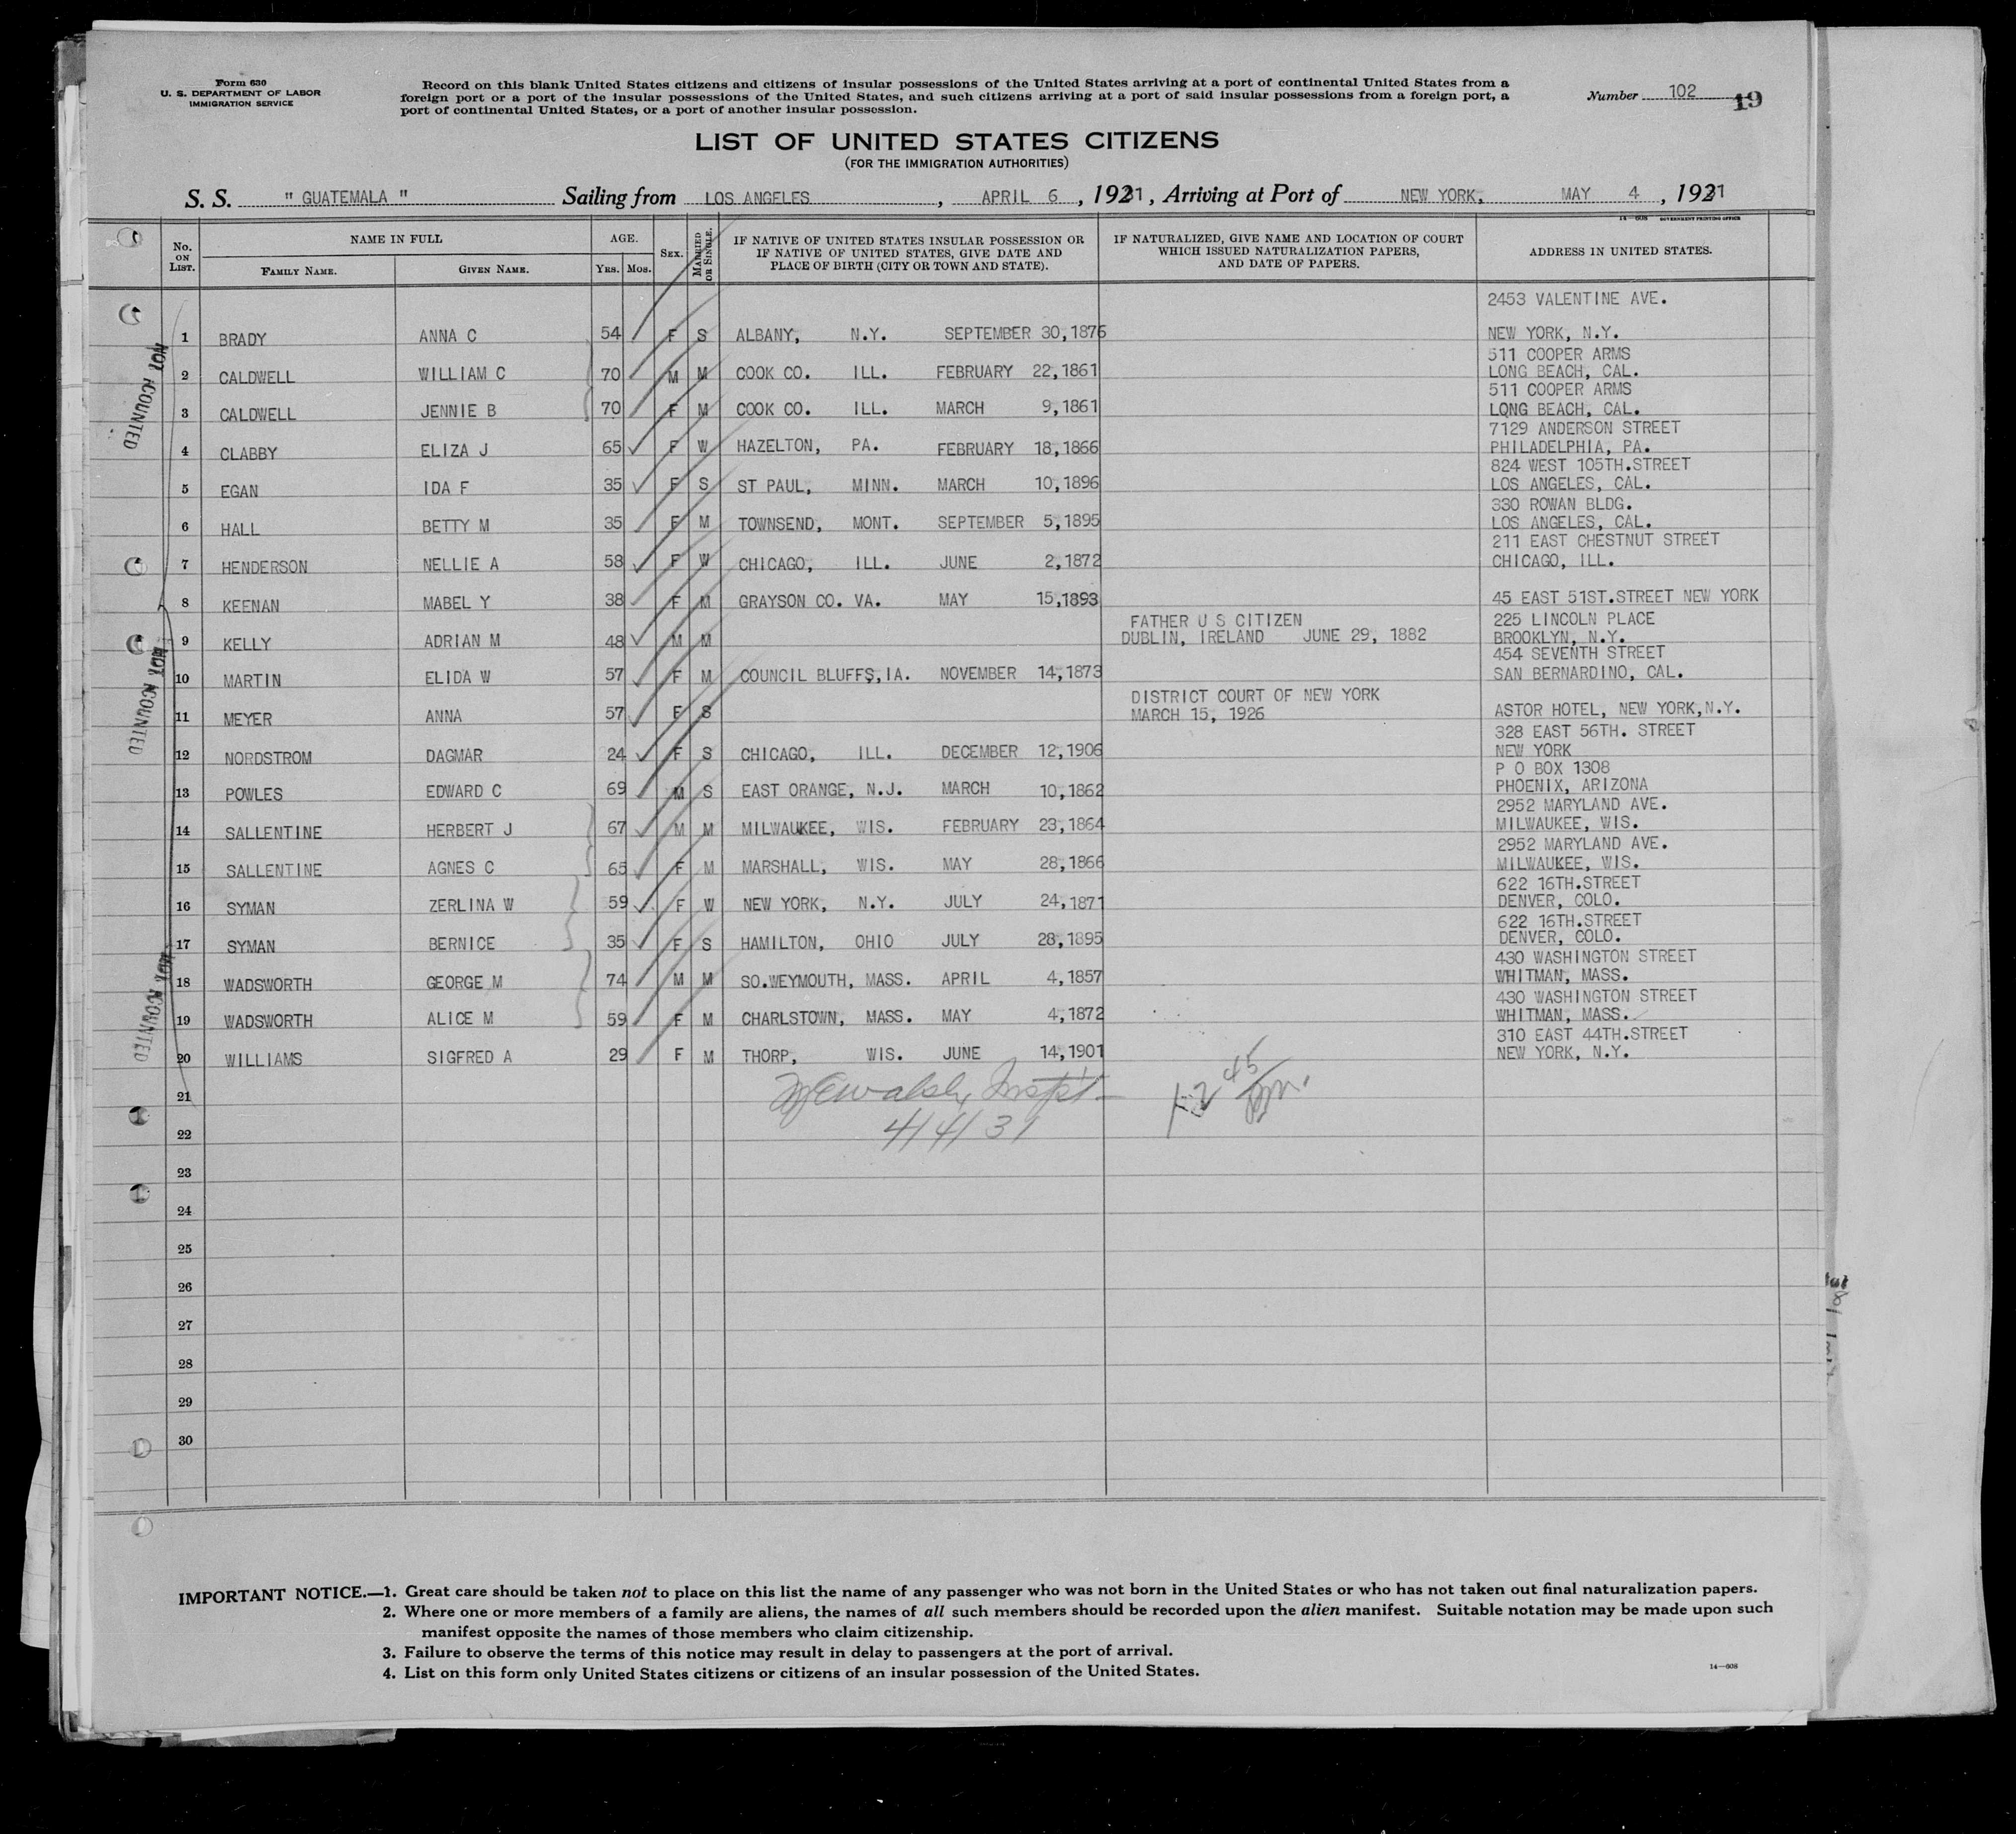 Form 630
U. S. DEPARTMENT OF LABOR
IMMIGRATION SERVICE
Record on this blank United States citizens and citizens of insular possessions of the United States arriving at a port of continental United States from a
foreign port or a port of the insular possessions of the United States, and such citizens arriving at a port of said insular possessions from a foreign port, a
port of continental United States, or a port of another insular possession.
Number 102 19
LIST OF UNITED STATES CITIZENS
(FOR THE IMMIGRATION AUTHORITIES)
S. S. " GUATEMALA " Sailing from LOS ANGELES , APRIL 6 , 1931 , Arriving at Port of NEW YORK, MAY 4 , 1931
14—608 GOVERNMENT PRINTING OFFICE
No. ON LIST. NAME IN FULL FAMILY NAME. GIVEN NAME. AGE. YRS. MOS. SEX. MARRIED OR SINGLE. IF NATIVE OF UNITED STATES INSULAR POSSESSION OR IF NATIVE OF UNITED STATES, GIVE DATE AND PLACE OF BIRTH (CITY OR TOWN AND STATE). IF NATURALIZED, GIVE NAME AND LOCATION OF COURT WHICH ISSUED NATURALIZATION PAPERS, AND DATE OF PAPERS. ADDRESS IN UNITED STATES.
2453 VALENTINE AVE.
1 BRADY ANNA C 54 F S ALBANY, N.Y. SEPTEMBER 30,1876 NEW YORK, N.Y.
511 COOPER ARMS
2 CALDWELL WILLIAM C 70 M M COOK CO. ILL. FEBRUARY 22,1861 LONG BEACH, CAL.
511 COOPER ARMS
3 CALDWELL JENNIE B 70 F M COOK CO. ILL. MARCH 9,1861 LONG BEACH, CAL.
7129 ANDERSON STREET
4 CLABBY ELIZA J 65 F W HAZELTON, PA. FEBRUARY 18,1866 PHILADELPHIA, PA.
824 WEST 105TH.STREET
5 EGAN IDA F 35 F S ST PAUL, MINN. MARCH 10,1896 LOS ANGELES, CAL.
330 ROWAN BLDG.
6 HALL BETTY M 35 F M TOWNSEND, MONT. SEPTEMBER 5,1895 LOS ANGELES, CAL.
211 EAST CHESTNUT STREET
7 HENDERSON NELLIE A 58 F W CHICAGO, ILL. JUNE 2,1872 CHICAGO, ILL.
8 KEENAN MABEL Y 38 F M GRAYSON CO. VA. MAY 15,1893 45 EAST 51ST.STREET NEW YORK
FATHER U S CITIZEN 225 LINCOLN PLACE
9 KELLY ADRIAN M 48 M M DUBLIN, IRELAND JUNE 29, 1882 BROOKLYN, N.Y.
454 SEVENTH STREET
10 MARTIN ELIDA W 57 F M COUNCIL BLUFFS,IA. NOVEMBER 14,1873 SAN BERNARDINO, CAL.
DISTRICT COURT OF NEW YORK
11 MEYER ANNA 57 F S MARCH 15, 1926 ASTOR HOTEL, NEW YORK,N.Y.
328 EAST 56TH. STREET
12 NORDSTROM DAGMAR 24 F S CHICAGO, ILL. DECEMBER 12,1906 NEW YORK
P O BOX 1308
13 POWLES EDWARD C 69 M S EAST ORANGE, N.J. MARCH 10,1862 PHOENIX, ARIZONA
2952 MARYLAND AVE.
14 SALLENTINE HERBERT J 67 M M MILWAUKEE, WIS. FEBRUARY 23,1864 MILWAUKEE, WIS.
2952 MARYLAND AVE.
15 SALLENTINE AGNES C 65 F M MARSHALL, WIS. MAY 28,1866 MILWAUKEE, WIS.
622 16TH.STREET
16 SYMAN ZERLINA W 59 F W NEW YORK, N.Y. JULY 24,1871 DENVER, COLO.
622 16TH.STREET
17 SYMAN BERNICE 35 F S HAMILTON, OHIO JULY 28,1895 DENVER, COLO.
430 WASHINGTON STREET
18 WADSWORTH GEORGE M 74 M M SO.WEYMOUTH, MASS. APRIL 4,1857 WHITMAN, MASS.
430 WASHINGTON STREET
19 WADSWORTH ALICE M 59 F M CHARLSTOWN, MASS. MAY 4,1872 WHITMAN, MASS.
310 EAST 44TH.STREET
20 WILLIAMS SIGFRED A 29 F M THORP, WIS. JUNE 14,1901 NEW YORK, N.Y.
21 Walsh, Inspt
22 4/4/31
12 45
23
24
25
26
27
28
29
30
NOT
NOT
NOT
IMPORTANT NOTICE.—1. Great care should be taken not to place on this list the name of any passenger who was not born in the United States or who has not taken out final naturalization papers.
2. Where one or more members of a family are aliens, the names of all such members should be recorded upon the alien manifest. Suitable notation may be made upon such
manifest opposite the names of those members who claim citizenship.
3. Failure to observe the terms of this notice may result in delay to passengers at the port of arrival.
4. List on this form only United States citizens or citizens of an insular possession of the United States.
14—608